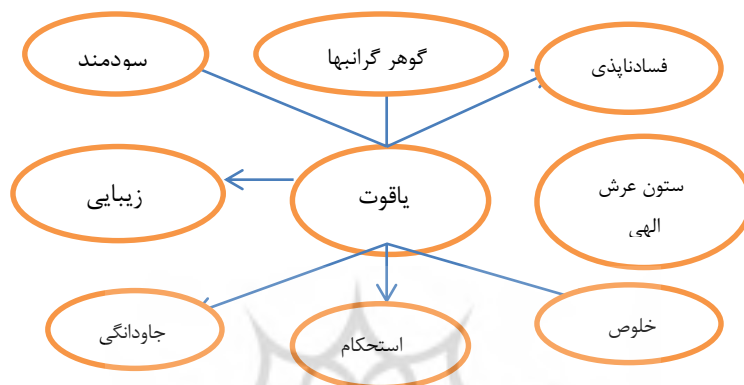 سودمند
گوهر گرانبها
فسادناپذی
زیبایی
یاقوت
ستون عرش
الهی
جاودانگی
استحکام
خلوص